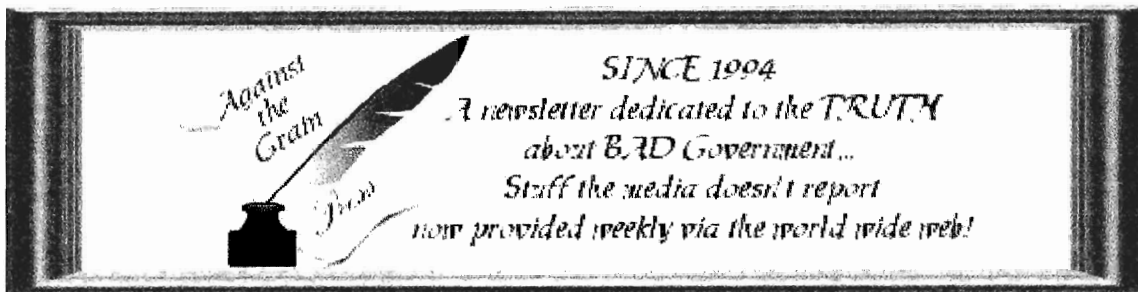 Against
the
Grain
Press
SINCE 1994
A newsletter dedicated to the TRUTH
about BAD Government...
Stuff the media doesn't report
now provided weekly via the world wide web!